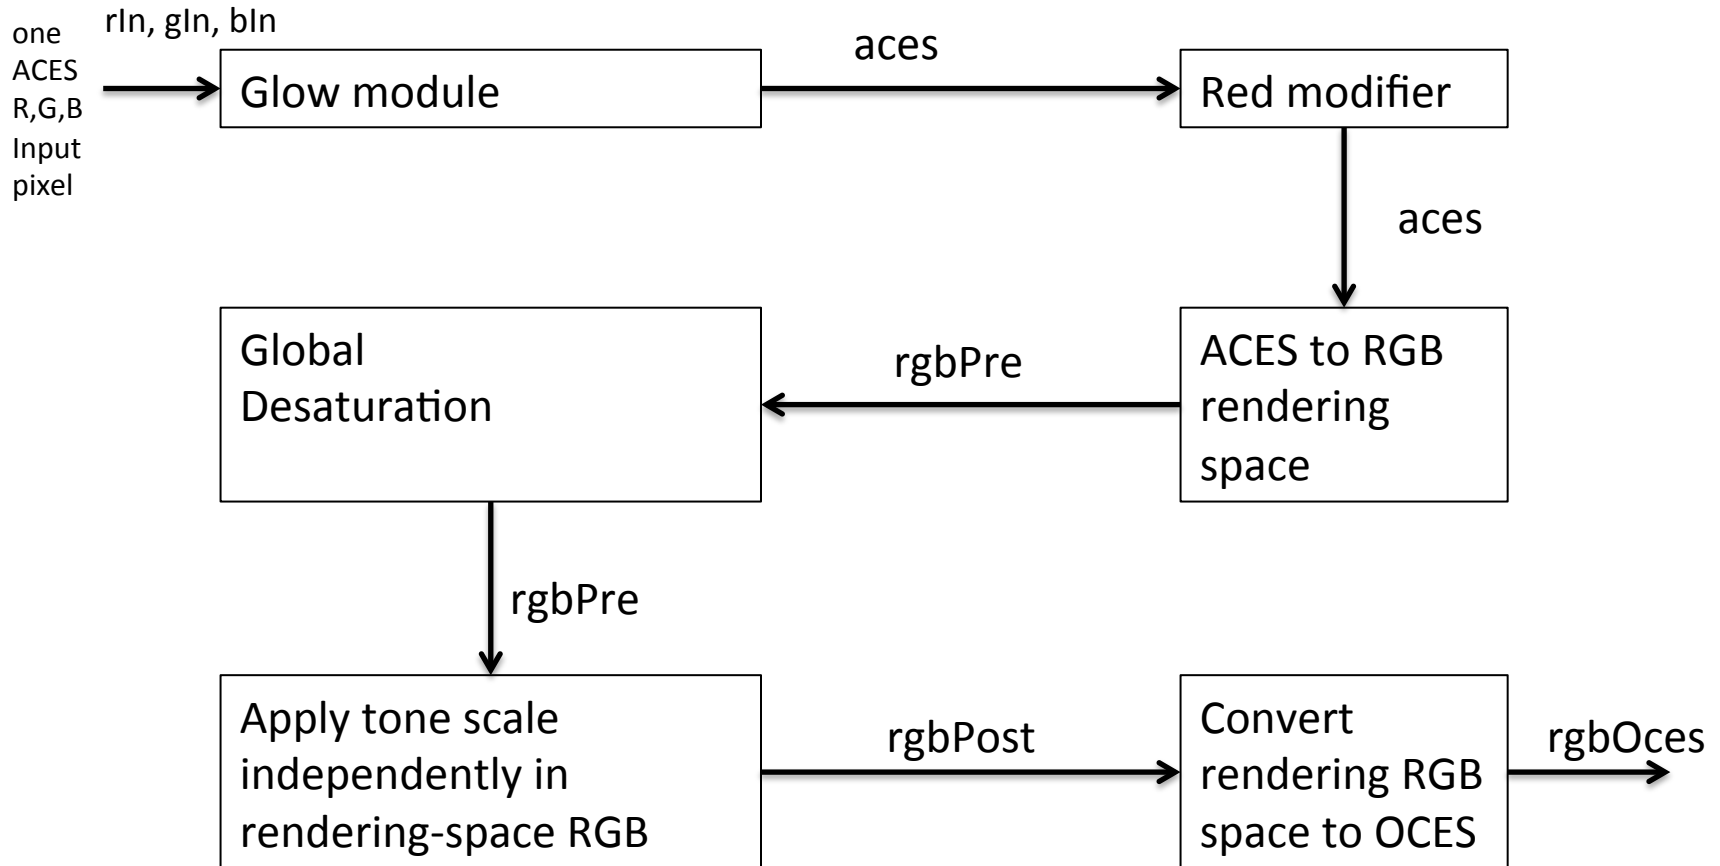 one
ACES
R,G,B
Input
pixel
rIn, gIn, bIn
Glow module
aces
Red modifier
aces
ACES to RGB
rendering
space
rgbPre
Global
Desaturation
rgbPre
Apply tone scale
independently in
rendering-space RGB
rgbPost
Convert
rendering RGB
space to OCES
rgbOces